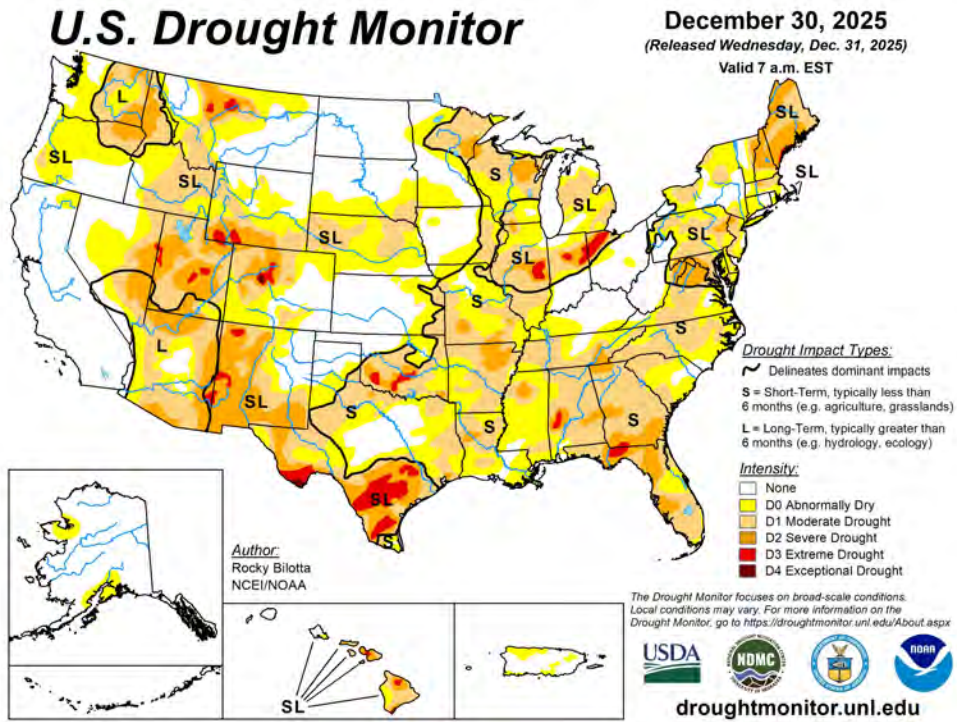 U.S. Drought Monitor
December 30, 2025
(Released Wednesday, Dec. 31, 2025)
Valid 7 a.m. EST
L
SL
SL
SL
S
SL
SL
SL
SL
SL
S
S
L
SL
S
S
S
SL
S
Drought Impact Types:
Delineates dominant impacts
S = Short-Term, typically less than
6 months (e.g. agriculture, grasslands)
L = Long-Term, typically greater than
6 months (e.g. hydrology, ecology)
Intensity:
None
D0 Abnormally Dry
D1 Moderate Drought
D2 Severe Drought
D3 Extreme Drought
D4 Exceptional Drought
Author:
Rocky Bilotta
NCEI/NOAA
SL
The Drought Monitor focuses on broad-scale conditions.
Local conditions may vary. For more information on the
Drought Monitor, go to https://droughtmonitor.unl.edu/About.aspx
USDA
NDMC
NOAA
droughtmonitor.unl.edu